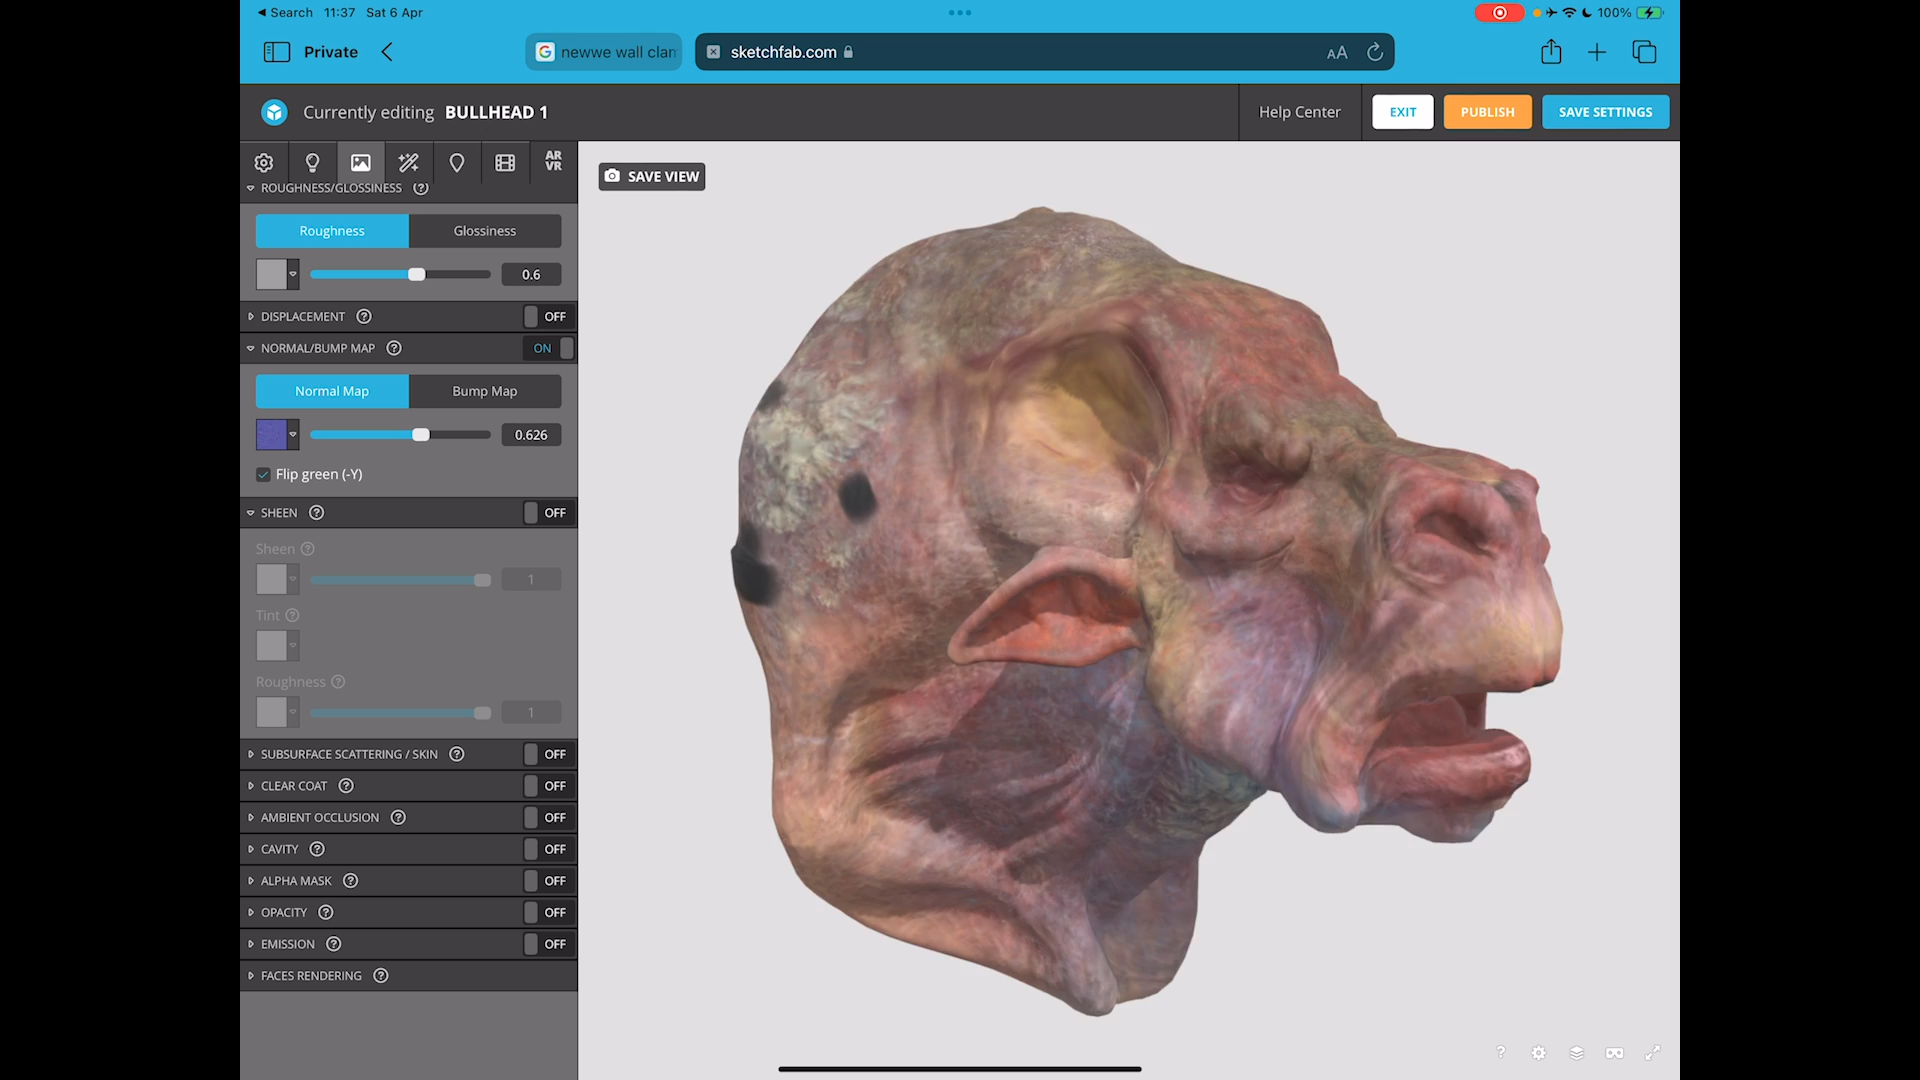 Search 11:37 Sat 6 Apr
100%
Private
newwe wall clan
sketchfab.com
AA
Currently editing BULLHEAD 1
Help Center
EXIT
PUBLISH
SAVE SETTINGS
AR
VR
SAVE VIEW
ROUGHNESS/GLOSSINESS ?
Roughness Glossiness
0.6
DISPLACEMENT ? OFF
NORMAL/BUMP MAP ? ON
Normal Map Bump Map
0.626
Flip green (-Y)
SHEEN ? OFF
Sheen ?
1
Tint ?
Roughness ?
1
SUBSURFACE SCATTERING / SKIN ? OFF
CLEAR COAT ? OFF
AMBIENT OCCLUSION ? OFF
CAVITY ? OFF
ALPHA MASK ? OFF
OPACITY ? OFF
EMISSION ? OFF
FACES RENDERING ?
?